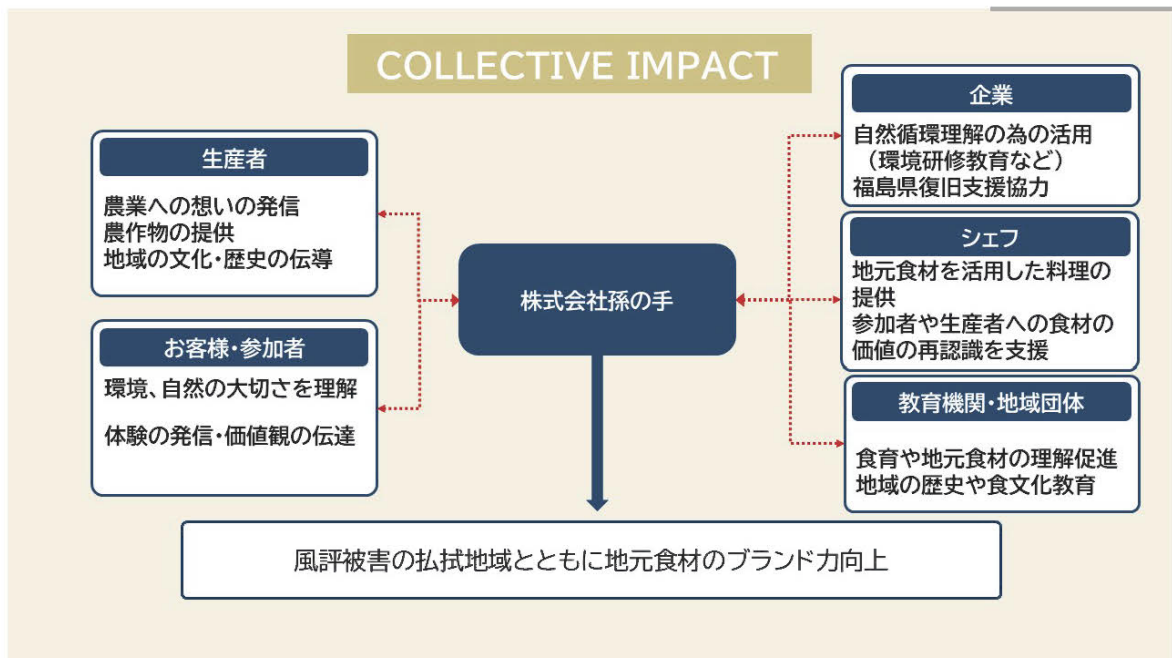 COLLECTIVE IMPACT
生産者
農業への想いの発信
農作物の提供
地域の文化・歴史の伝導
お客様・参加者
環境、自然の大切さを理解
体験の発信・価値観の伝達
株式会社孫の手
企業
自然循環理解の為の活用
（環境研修教育など）
福島県復旧支援協力
シェフ
地元食材を活用した料理の
提供
参加者や生産者への食材の
価値の再認識を支援
教育機関・地域団体
食育や地元食材の理解促進
地域の歴史や食文化教育
風評被害の払拭地域とともに地元食材のブランド力向上